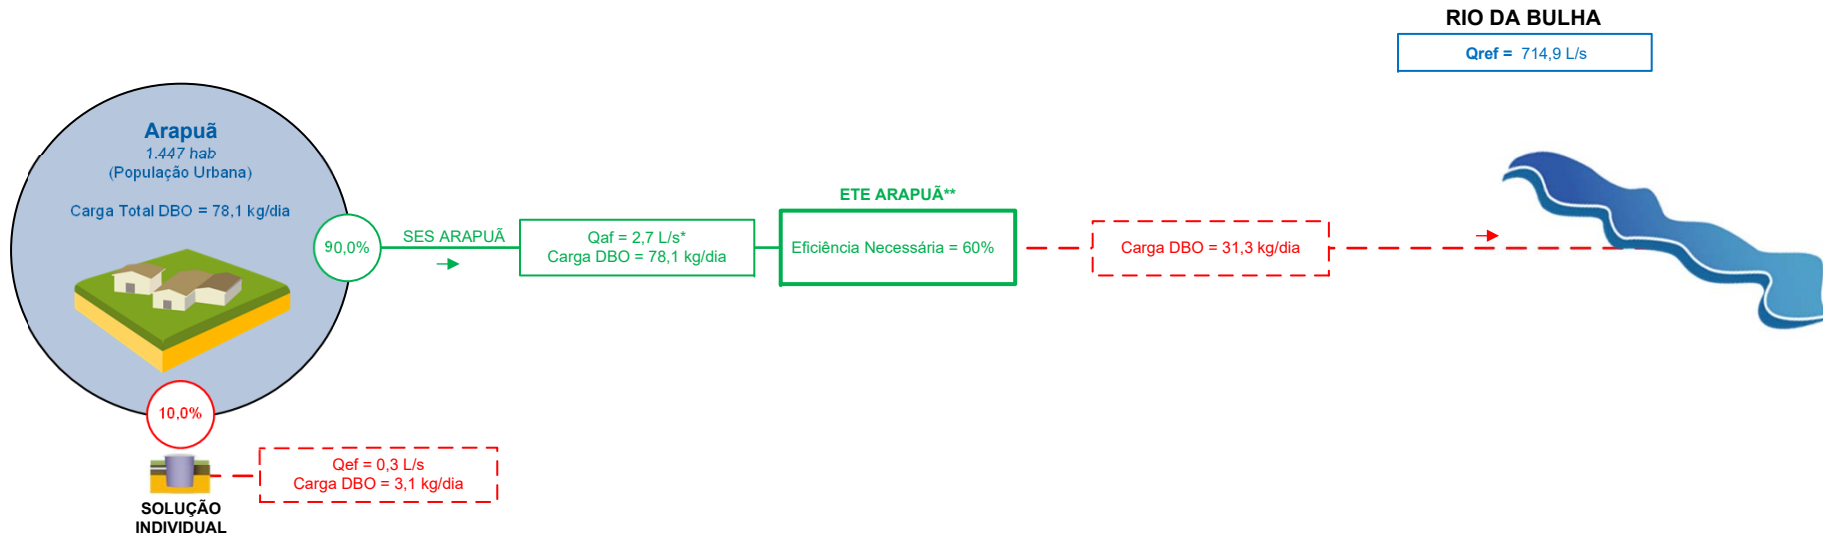 RIO DA BULHA
Qref = 714,9 L/s
Arapuã
1.447 hab
(População Urbana)
Carga Total DBO = 78,1 kg/dia
90,0%
SES ARAPUÃ
Qaf = 2,7 L/s*
Carga DBO = 78,1 kg/dia
ETE ARAPUÃ**
Eficiência Necessária = 60%
Carga DBO = 31,3 kg/dia
10,0%
Qef = 0,3 L/s
Carga DBO = 3,1 kg/dia
SOLUÇÃO
INDIVIDUAL